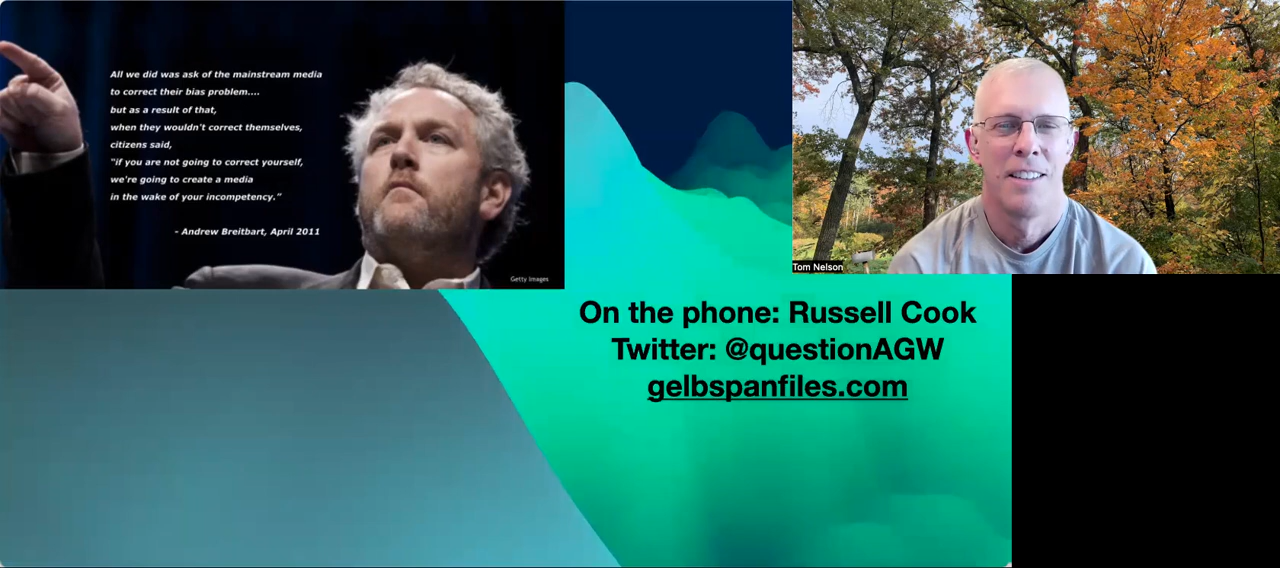 All we did was ask of the mainstream media
to correct their bias problem....
but as a result of that,
when they wouldn't correct themselves,
citizens said,
"if you are not going to correct yourself,
we're going to create a media
in the wake of your incompetency."
- Andrew Breitbart, April 2011
Getty Images
Tom Nelson
On the phone: Russell Cook
Twitter: @questionAGW
gelbspanfiles.com